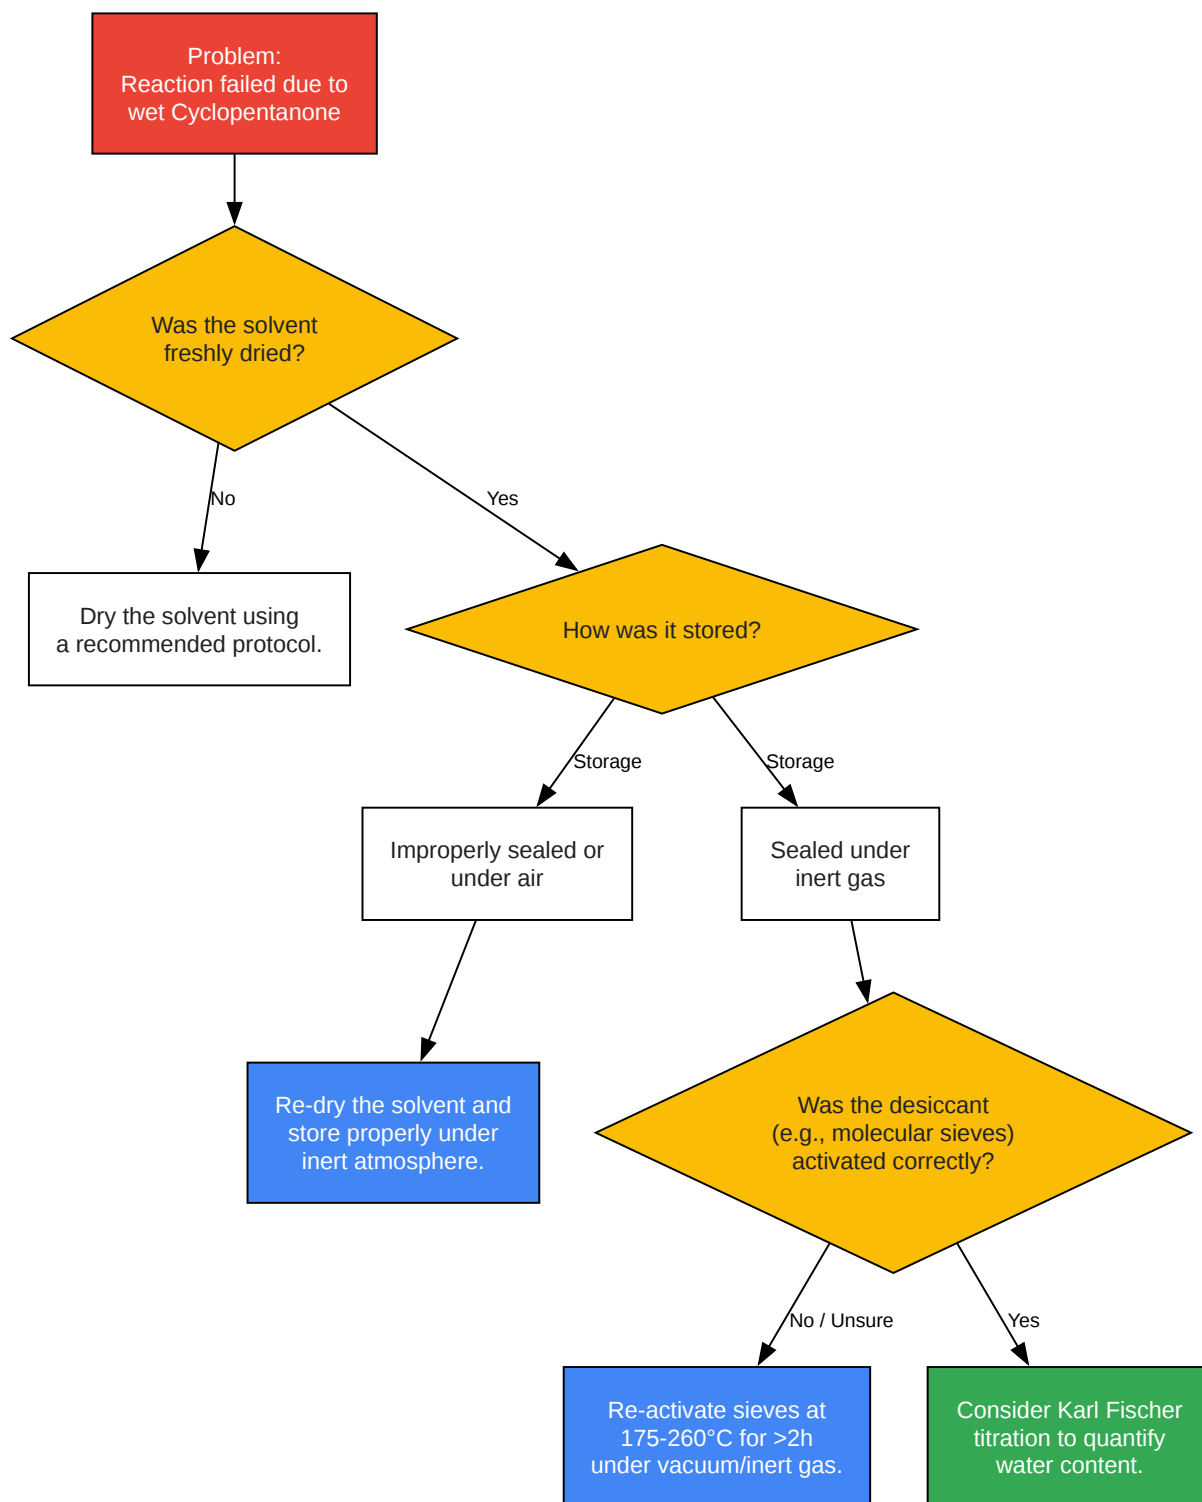 Problem:
Reaction failed due to
wet Cyclopentanone
Was the solvent
freshly dried?
No
Yes
Dry the solvent using
a recommended protocol.
How was it stored?
Storage
Storage
Improperly sealed or
under air
Sealed under
inert gas
Re-dry the solvent and
store properly under
inert atmosphere.
Was the desiccant
(e.g., molecular sieves)
activated correctly?
No / Unsure
Yes
Re-activate sieves at
175-260°C for >2h
under vacuum/inert gas.
Consider Karl Fischer
titration to quantify
water content.